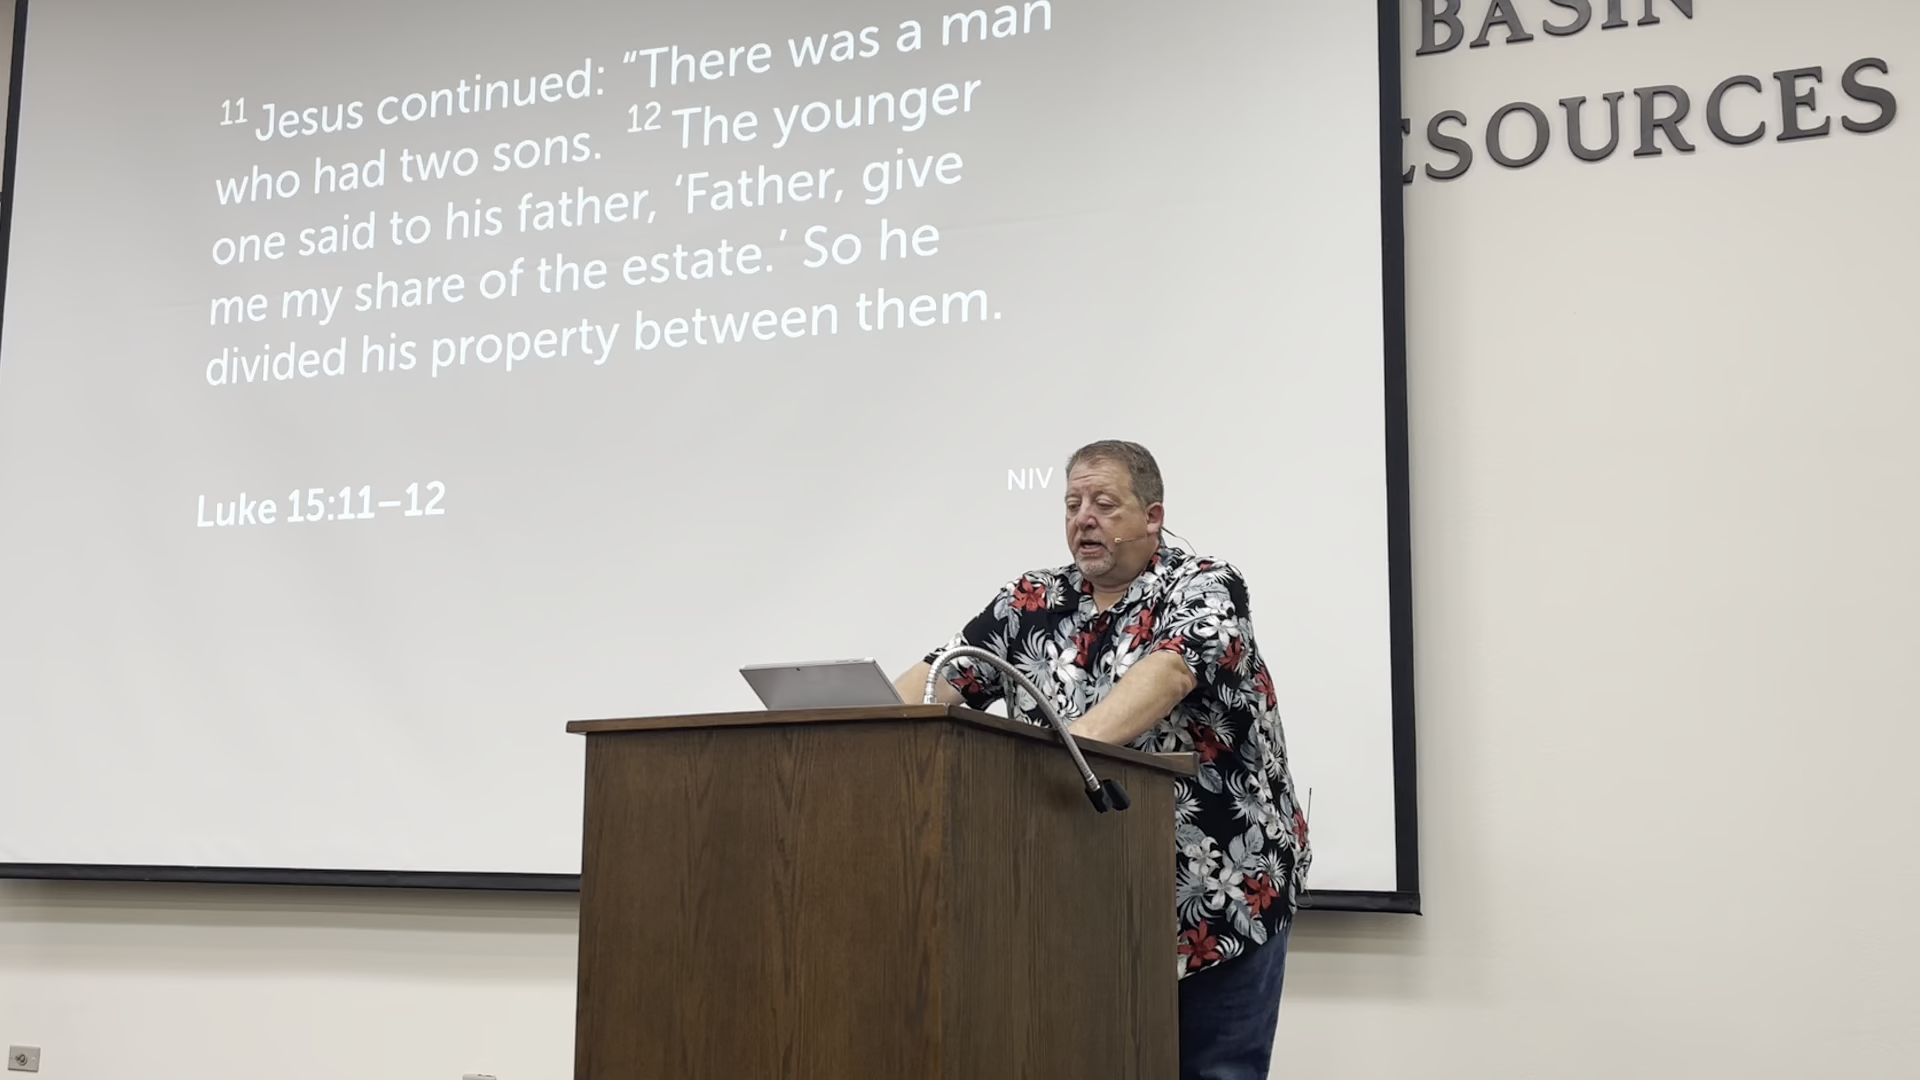 11 Jesus continued: “There was a man
who had two sons. 12 The younger
one said to his father, ‘Father, give
me my share of the estate.’ So he
divided his property between them.
Luke 15:11–12
NIV
BASIN
ESOURCES